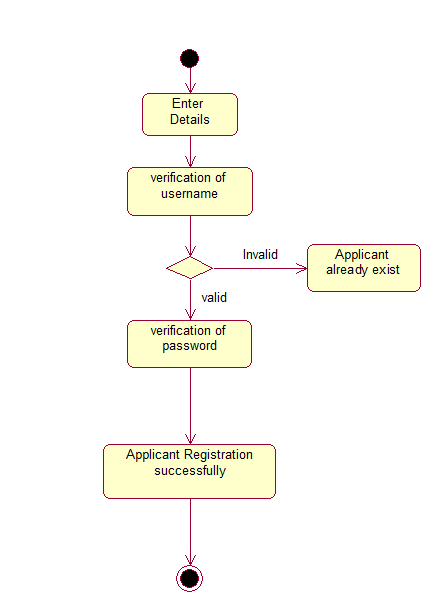 Enter
Details
verification of
username
Invalid
Applicant
already exist
valid
verification of
password
Applicant Registration
successfully